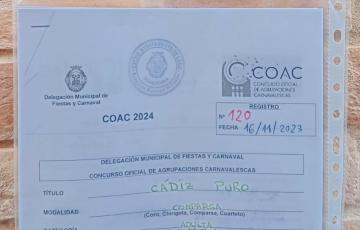 COAC
CONCURSO OFICIAL
DE AGRUPACIONES
CARNAVALESCAS
Delegación Municipal de
Fiestas y Carnaval
COAC 2024
REGISTRO
Nº 120
FECHA 16/11/2023
DELEGACIÓN MUNICIPAL DE FIESTAS Y CARNAVAL
CONCURSO OFICIAL DE AGRUPACIONES CARNAVALESCAS
TÍTULO CÁDIZ PURO
MODALIDAD COMPARSA
(Coro, Chirigota, Comparsa, Cuarteto)
ADULTA